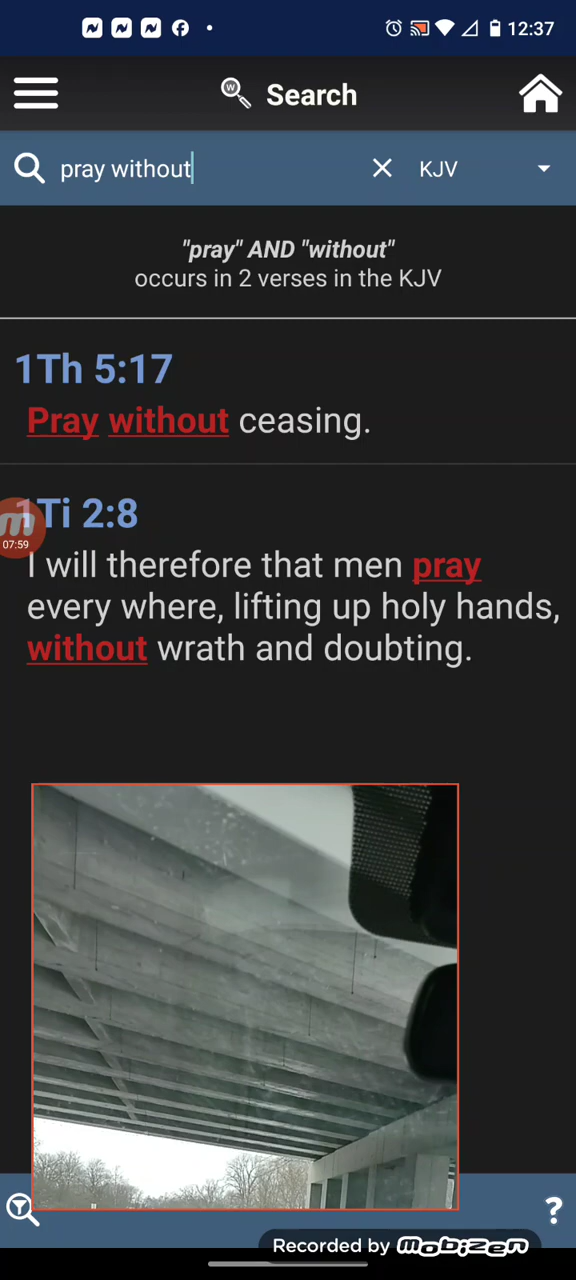 12:37
Search
pray without
KJV
"pray" AND "without"
occurs in 2 verses in the KJV
1Th 5:17
Pray without ceasing.
1Ti 2:8
07:59
I will therefore that men pray
every where, lifting up holy hands,
without wrath and doubting.
?
Recorded by mobizen